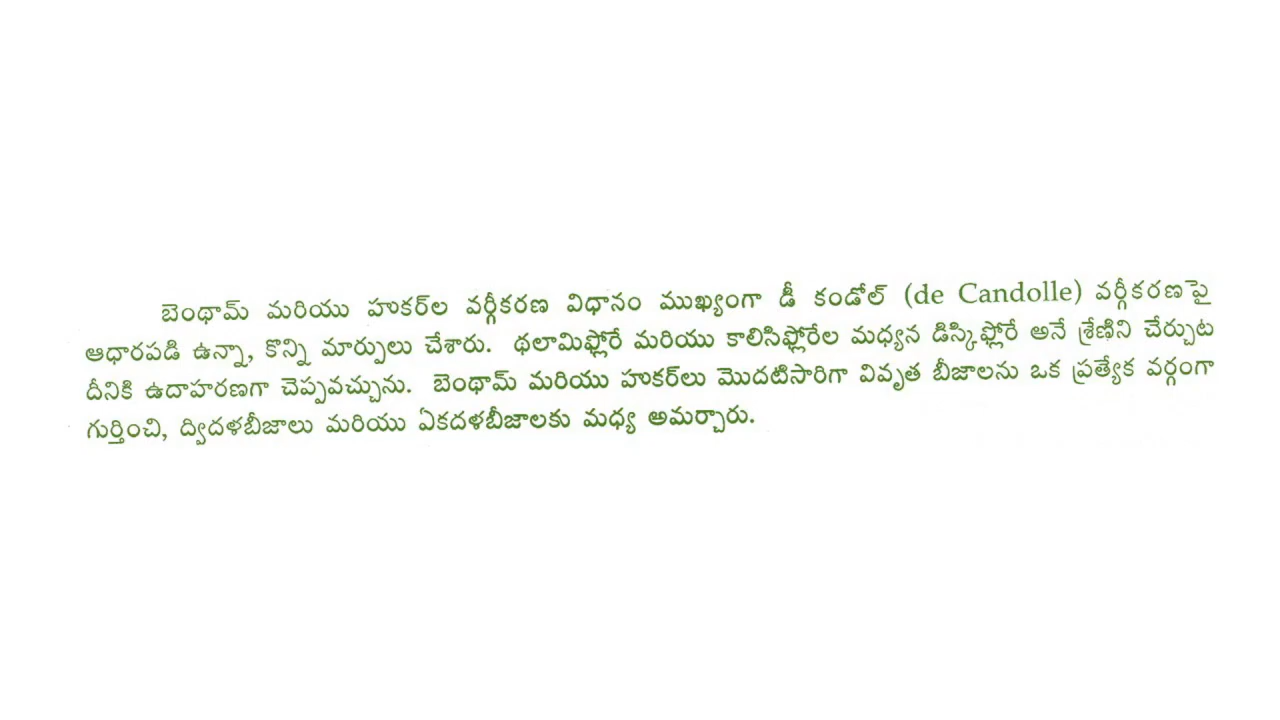 బెంథామ్ మరియు హుకర్‌ల వర్గీకరణ విధానం ముఖ్యంగా డీ కండోల్ (de Candolle) వర్గీకరణపై
ఆధారపడి ఉన్నా, కొన్ని మార్పులు చేశారు. థలామిఫ్లోరే మరియు కాలిసిఫ్లోరేల మధ్యన డిస్కిఫ్లోరే అనే శ్రేణిని చేర్చుట
దీనికి ఉదాహరణగా చెప్పవచ్చును. బెంథామ్ మరియు హుకర్‌లు మొదటిసారిగా వివృత బీజాలను ఒక ప్రత్యేక వర్గంగా
గుర్తించి, ద్విదళబీజాలు మరియు ఏకదళబీజాలకు మధ్య అమర్చారు.